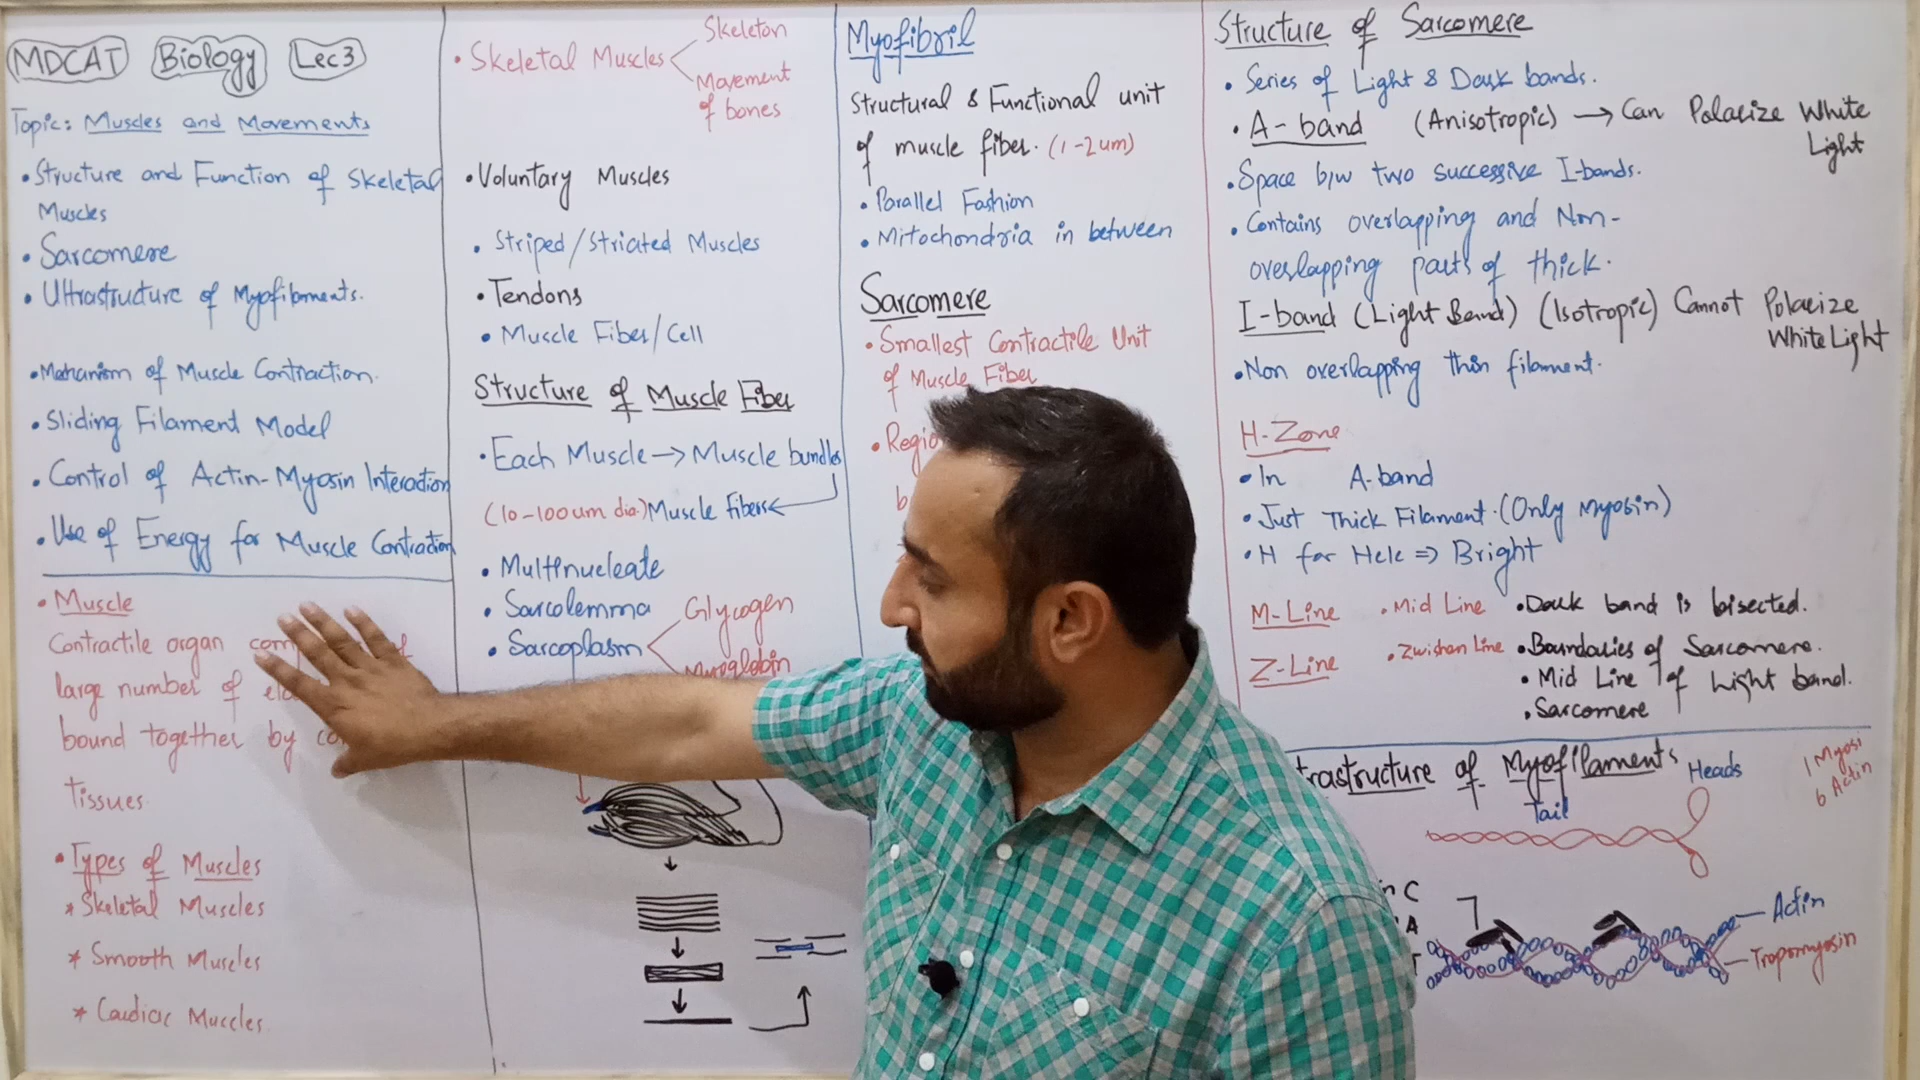 MDCAT Biology Lec 3
Topic: Muscles and Movements
• Structure and Function of Skeletal
Muscles
• Sarcomere
• Ultrastructure of Myofilaments.
• Mechanism of Muscle Contraction.
• Sliding Filament Model
• Control of Actin-Myosin Interaction
• Use of Energy for Muscle Contraction
• Muscle
Contractile organ
large number of
bound together by
tissues.
• Types of Muscles
* Skeletal Muscles
* Smooth Muscles
* Cardiac Muscles.
• Skeletal Muscles
Skeleton
Movement
of bones
• Voluntary Muscles
• Striped/Striated Muscles
• Tendons
• Muscle Fiber/Cell
Structure of Muscle Fiber
• Each Muscle → Muscle bundles
(10-100um dia.) Muscle fibers
• Multinucleate
• Sarcolemma
• Sarcoplasm
Glycogen
Myoglobin
Myofibril
Structural & Functional unit
of muscle fiber. (1-2um)
• Parallel Fashion
• Mitochondria in between
Sarcomere
• Smallest Contractile Unit
of Muscle Fiber
Structure of Sarcomere
• Series of Light & Dark bands.
• A-band (Anisotropic) → Can Polarize White
Light
• Space b/w two successive I-bands.
• Contains overlapping and Non-
overlapping parts of thick.
I-band (Light Band) (Isotropic) Cannot Polarize
White Light
• Non overlapping thin filament.
H-Zone
• In A-band
• Just Thick Filament. (Only Myosin)
• H for Hele => Bright
M-Line • Mid Line • Dark band is bisected.
Z-Line • Zwishan Line • Boundaries of Sarcomere.
• Mid Line of Light band.
• Sarcomere
of Myofilaments
Heads
Tail
1 Myosi
6 Actin
C
A
T
Actin
Tropomyosin